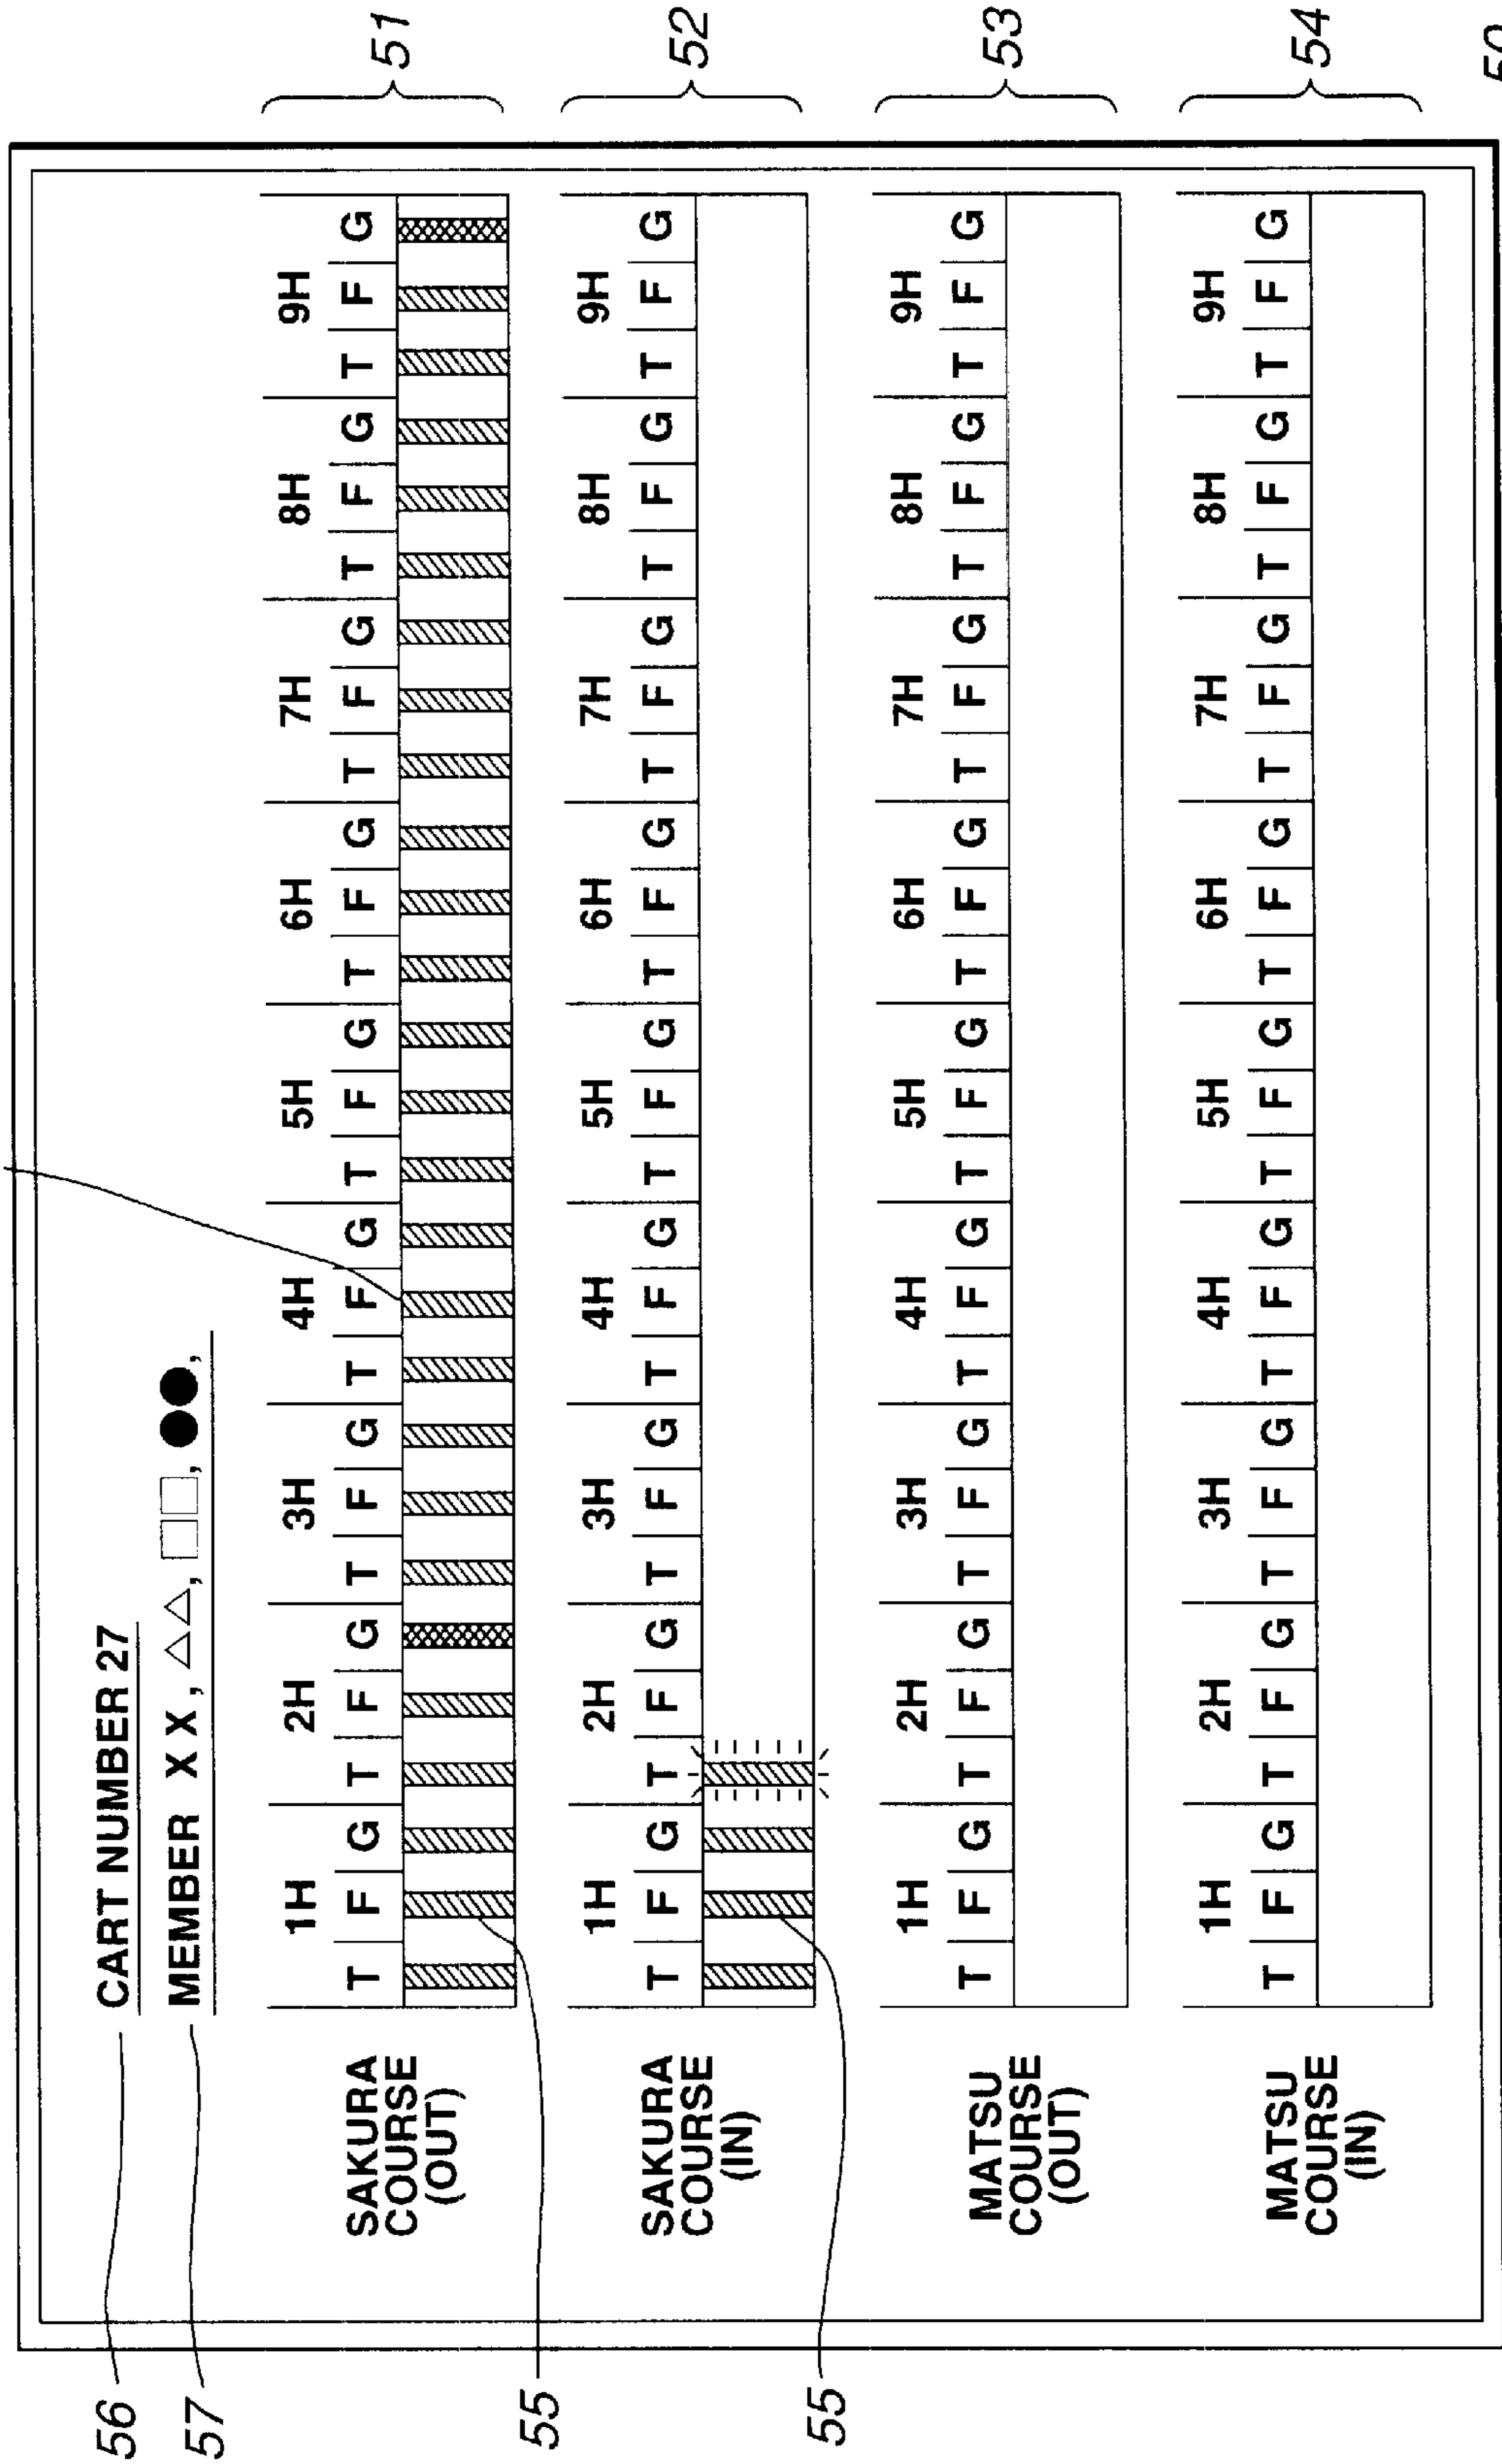 56
CART NUMBER 27
57
MEMBER X X, △△, □□, ●●,
51
SAKURA
COURSE
(OUT)
1H 2H 3H 4H 5H 6H 7H 8H 9H
T F G T F G T F G T F G T F G T F G T F G T F G T F G
55
52
SAKURA
COURSE
(IN)
1H 2H 3H 4H 5H 6H 7H 8H 9H
T F G T F G T F G T F G T F G T F G T F G T F G T F G
55
53
MATSU
COURSE
(OUT)
1H 2H 3H 4H 5H 6H 7H 8H 9H
T F G T F G T F G T F G T F G T F G T F G T F G T F G
54
MATSU
COURSE
(IN)
1H 2H 3H 4H 5H 6H 7H 8H 9H
T F G T F G T F G T F G T F G T F G T F G T F G T F G